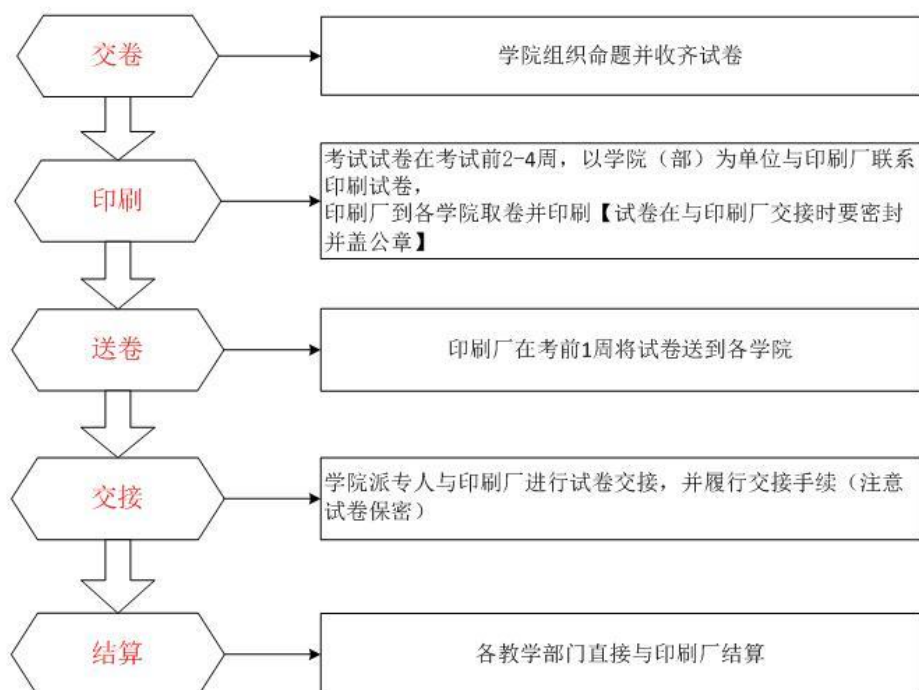 交卷
学院组织命题并收齐试卷
印刷
考试试卷在考试前2-4周，以学院（部）为单位与印刷厂联系
印刷试卷，
印刷厂到各学院取卷并印刷【试卷在与印刷厂交接时要密封
并盖公章】
送卷
印刷厂在考前1周将试卷送到各学院
交接
学院派专人与印刷厂进行试卷交接，并履行交接手续（注意
试卷保密）
结算
各教学部门直接与印刷厂结算